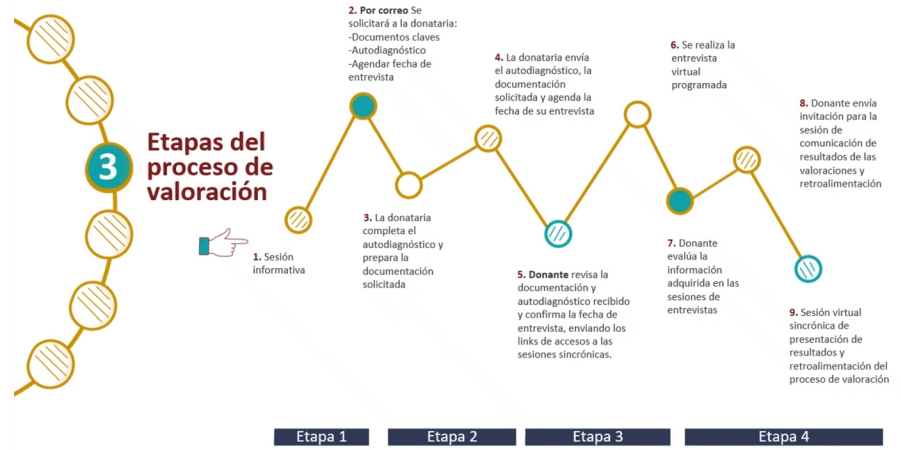 3
Etapas del
proceso de
valoración
1. Sesión
informativa
2. Por correo Se
solicitará a la donataria:
-Documentos claves
-Autodiagnóstico
-Agendar fecha de
entrevista
3. La donataria
completa el
autodiagnóstico y
prepara la
documentación
solicitada
4. La donataria envía
el autodiagnóstico, la
documentación
solicitada y agenda la
fecha de su entrevista
5. Donante revisa la
documentación y
autodiagnóstico recibido
y confirma la fecha de
entrevista, enviando los
links de accesos a las
sesiones sincrónicas.
6. Se realiza la
entrevista
virtual
programada
7. Donante
evalúa la
información
adquirida en las
sesiones de
entrevistas
8. Donante envía
invitación para la
sesión de
comunicación de
resultados de las
valoraciones y
retroalimentación
9. Sesión virtual
sincrónica de
presentación de
resultados y
retroalimentación del
proceso de valoración
Etapa 1
Etapa 2
Etapa 3
Etapa 4